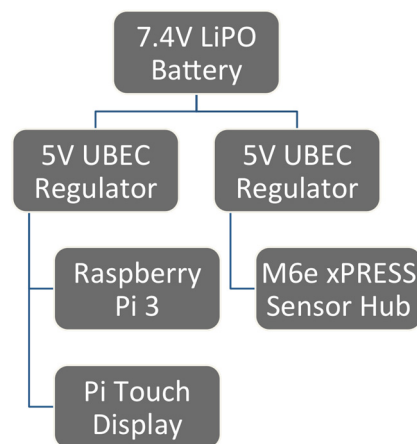 7.4V LiPO
Battery
5V UBEC
Regulator
5V UBEC
Regulator
Raspberry
Pi 3
M6e xPRESS
Sensor Hub
Pi Touch
Display